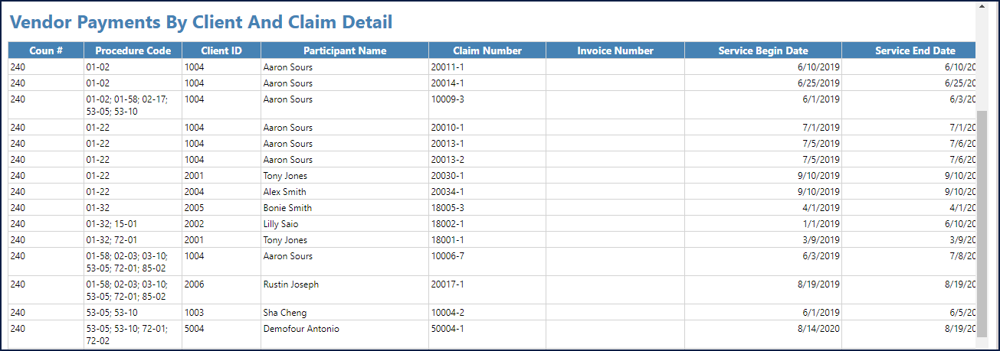 Vendor Payments By Client And Claim Detail
Coun # Procedure Code Client ID Participant Name Claim Number Invoice Number Service Begin Date Service End Date
240 01-02 1004 Aaron Sours 20011-1 6/10/2019 6/10/20
240 01-02 1004 Aaron Sours 20014-1 6/25/2019 6/25/20
240 01-02; 01-58; 02-17; 1004 Aaron Sours 10009-3 6/1/2019 6/3/20
53-05; 53-10
240 01-22 1004 Aaron Sours 20010-1 7/1/2019 7/1/20
240 01-22 1004 Aaron Sours 20013-1 7/5/2019 7/6/20
240 01-22 1004 Aaron Sours 20013-2 7/5/2019 7/6/20
240 01-22 2001 Tony Jones 20030-1 9/10/2019 9/10/20
240 01-22 2004 Alex Smith 20034-1 9/10/2019 9/10/20
240 01-32 2005 Bonie Smith 18005-3 4/1/2019 4/1/20
240 01-32; 15-01 2002 Lilly Saio 18002-1 1/1/2019 6/10/20
240 01-32; 72-01 2001 Tony Jones 18001-1 3/9/2019 3/9/20
240 01-58; 02-03; 03-10; 1004 Aaron Sours 10006-7 6/3/2019 7/8/20
53-05; 72-01; 85-02
240 01-58; 02-03; 03-10; 2006 Rustin Joseph 20017-1 8/19/2019 8/19/20
53-05; 72-01; 85-02
240 53-05; 53-10 1003 Sha Cheng 10004-2 6/1/2019 6/5/20
240 53-05; 53-10; 72-01; 5004 Demofour Antonio 50004-1 8/14/2020 8/19/20
72-02